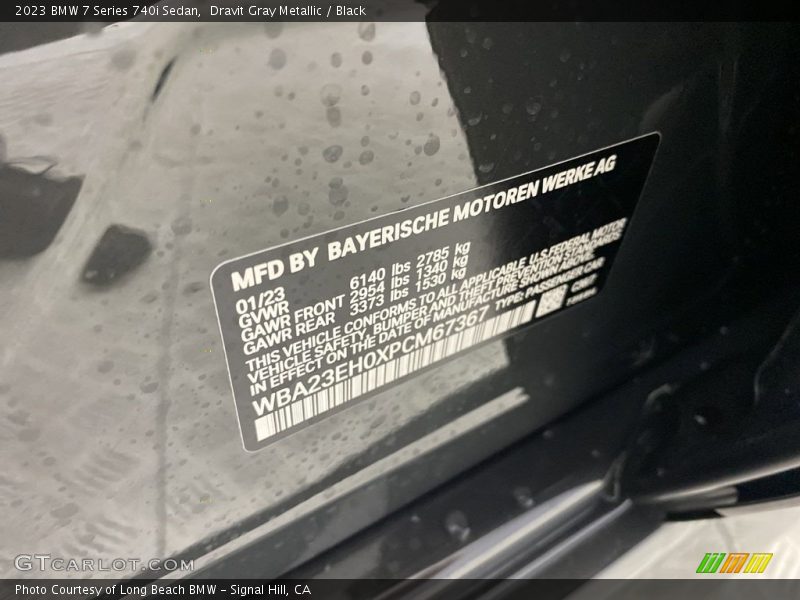 2023 BMW 7 Series 740i Sedan, Dravit Gray Metallic / Black
MFD BY BAYERISCHE MOTOREN WERKE AG
01/23
GVWR 6140 lbs 2785 kg
GAWR FRONT 2954 lbs 1340 kg
GAWR REAR 3373 lbs 1530 kg
THIS VEHICLE CONFORMS TO ALL APPLICABLE U.S. FEDERAL MOTOR
VEHICLE SAFETY, BUMPER AND THEFT PREVENTION STANDARDS
IN EFFECT ON THE DATE OF MANUFACTURE SHOWN ABOVE.
WBA23EH0XPCM67367 TYPE: PASSENGER CAR
GTCARLOT.COM
Photo Courtesy of Long Beach BMW - Signal Hill, CA